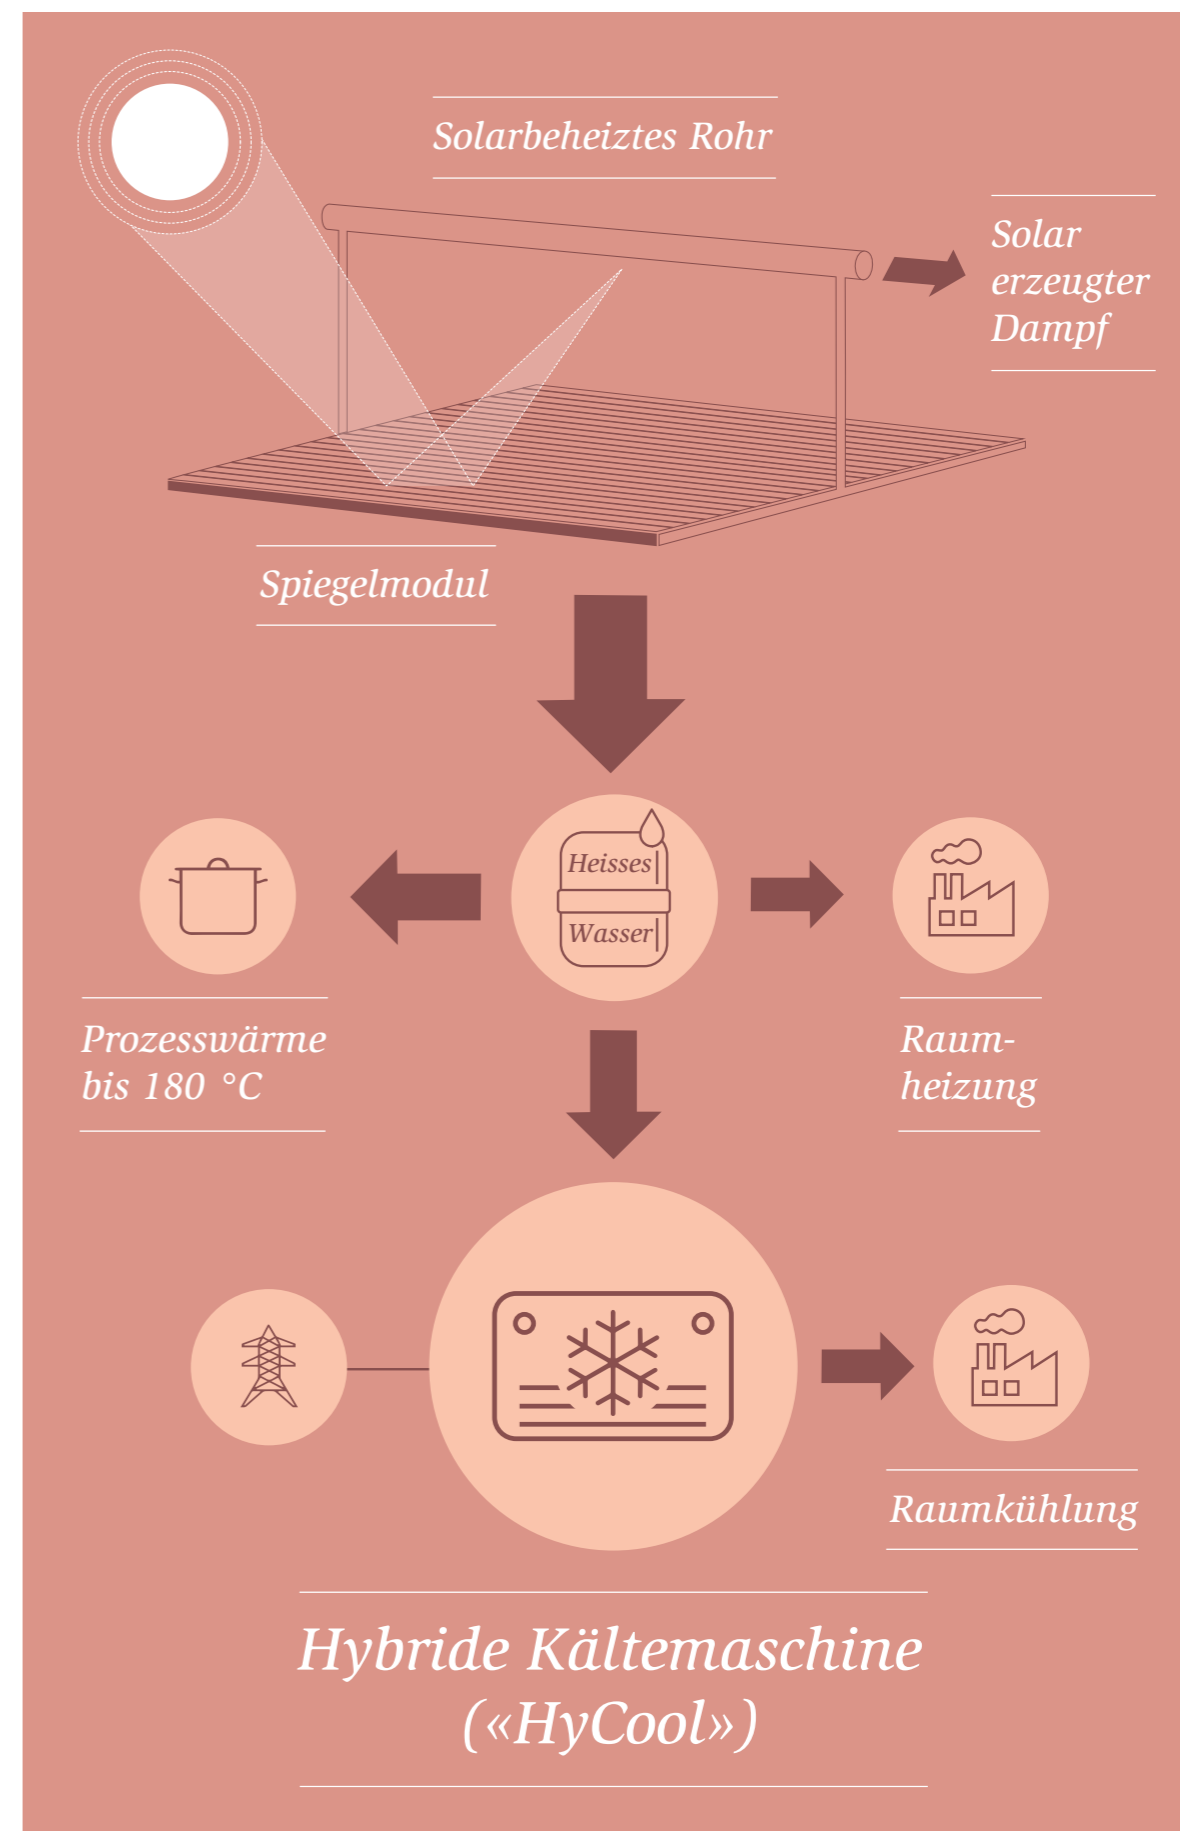 Solarbeheiztes Rohr
Solar
erzeugter
Dampf
Spiegelmodul
Heisses
Wasser
Prozesswärme
bis 180 °C
Raum-
heizung
Raumkühlung
Hybride Kältemaschine
(«HyCool»)